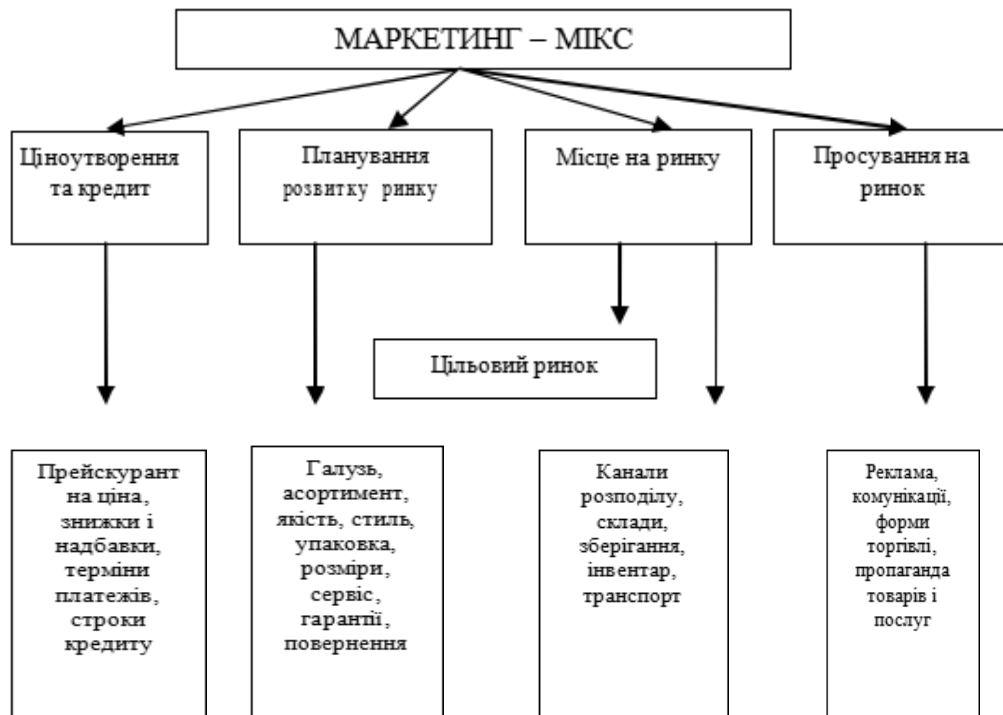 МАРКЕТИНГ – МІКС
Ціноутворення
та кредит
Планування
розвитку ринку
Місце на ринку
Просування на
ринок
Цільовий ринок
Прейскурант
на ціна,
знижки і
надбавки,
терміни
платежів,
строки
кредиту
Галузь,
асортимент,
якість, стиль,
упаковка,
розміри,
сервіс,
гарантії,
повернення
Канали
розподілу,
склади,
зберігання,
інвентар,
транспорт
Реклама,
комунікації,
форми
торгівлі,
пропаганда
товарів і
послуг